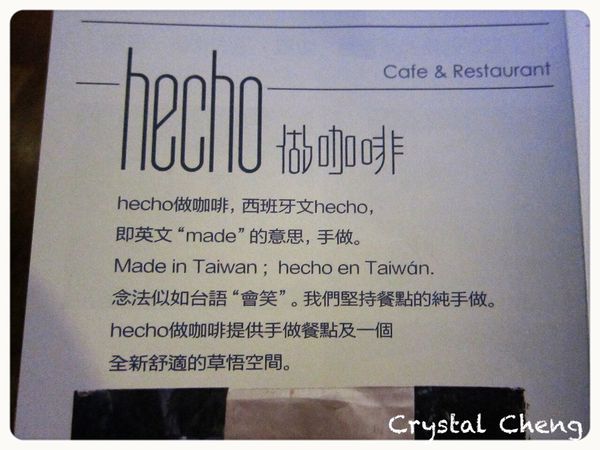 Cafe & Restaurant
hecho 做咖啡
hecho做咖啡，西班牙文hecho，
即英文“made”的意思，手做。
Made in Taiwan；hecho en Taiwán.
念法似如台語“會笑”。我們堅持餐點的純手做。
hecho做咖啡提供手做餐點及一個
全新舒適的草悟空間。
Crystal Cheng